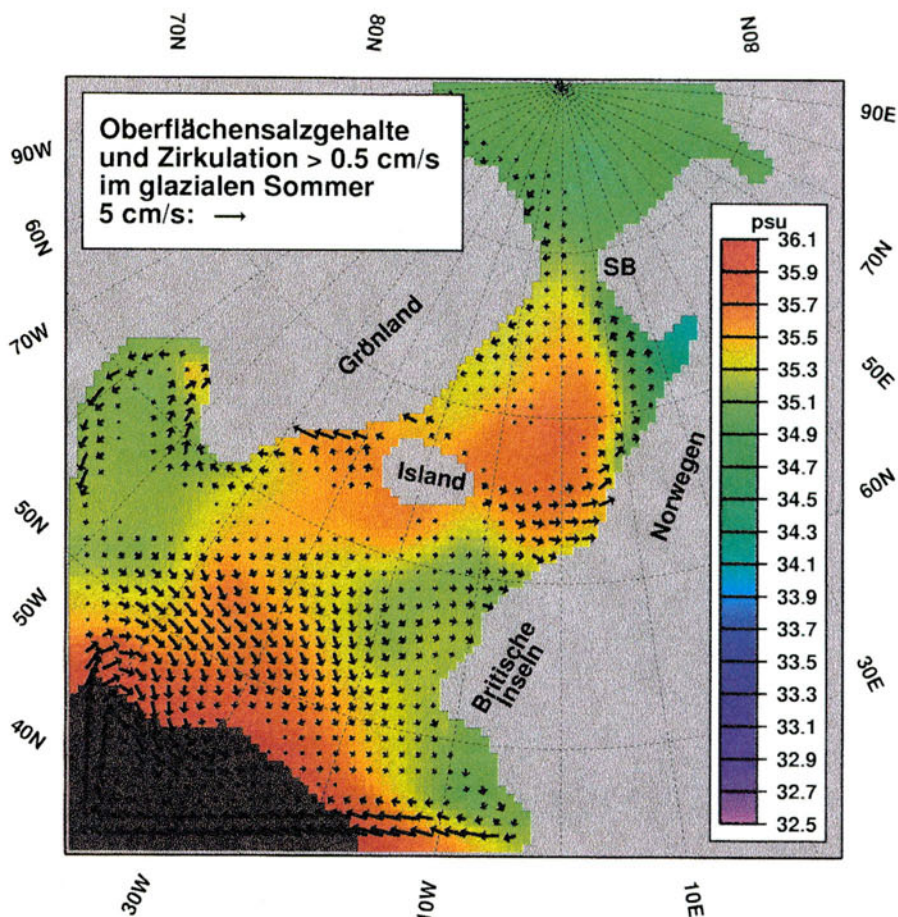 70N
80N
N08
90E
90W
60N
70W
50N
50W
40N
30W
10W
10E
30E
60N
50E
70N
Oberflächensalzgehalte
und Zirkulation > 0.5 cm/s
im glazialen Sommer
5 cm/s:
Grönland
SB
Island
Norwegen
Britische
Inseln
psu
36.1
35.9
35.7
35.5
35.3
35.1
34.9
34.7
34.5
34.3
34.1
33.9
33.7
33.5
33.3
33.1
32.9
32.7
32.5